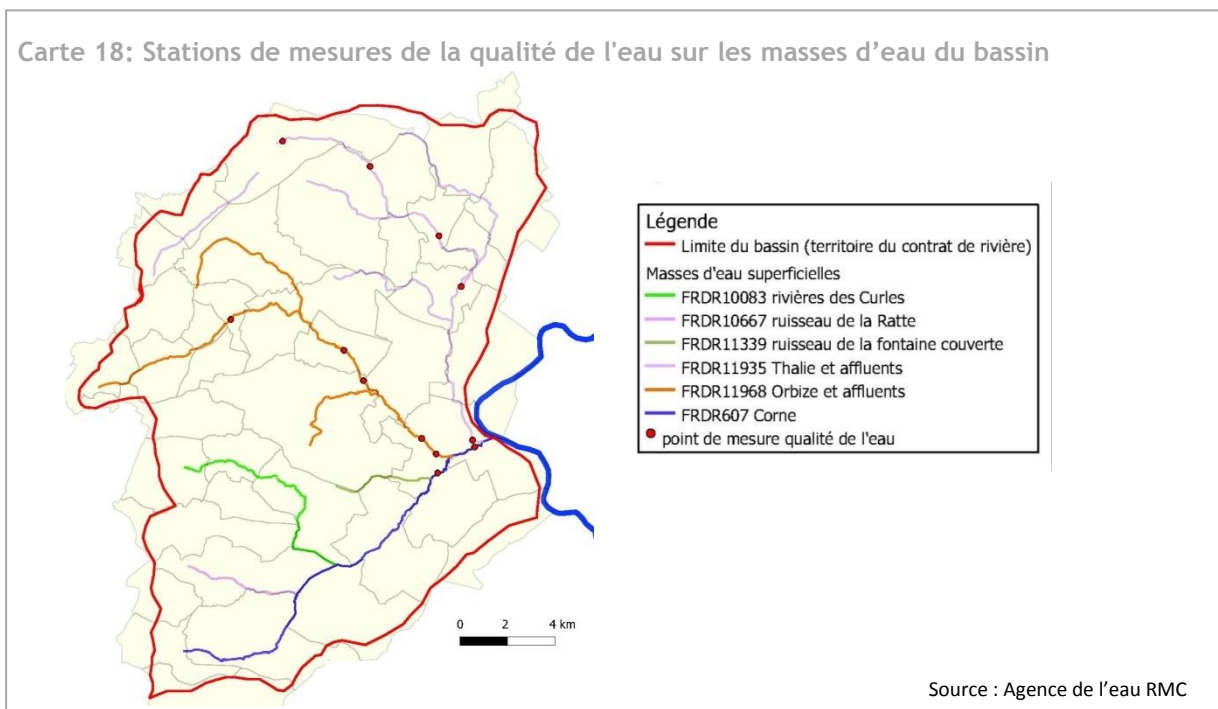 Carte 18: Stations de mesures de la qualité de l'eau sur les masses d’eau du bassin
Légende
Limite du bassin (territoire du contrat de rivière)
Masses d'eau superficielles
FRDR10083 rivières des Curles
FRDR10667 ruisseau de la Ratte
FRDR11339 ruisseau de la fontaine couverte
FRDR11935 Thalie et affluents
FRDR11968 Orbize et affluents
FRDR607 Corne
point de mesure qualité de l'eau
0 2 4 km
Source : Agence de l’eau RMC